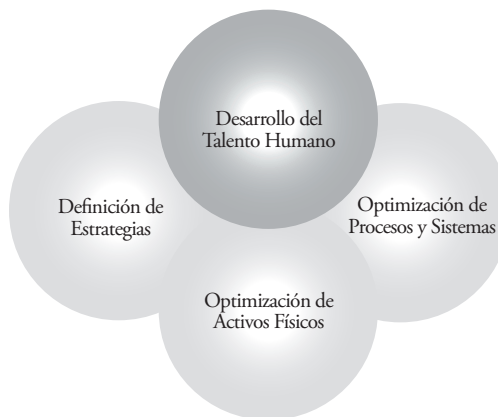 Desarrollo del
Talento Humano
Definición de
Estrategias
Optimización de
Procesos y Sistemas
Optimización de
Activos Físicos